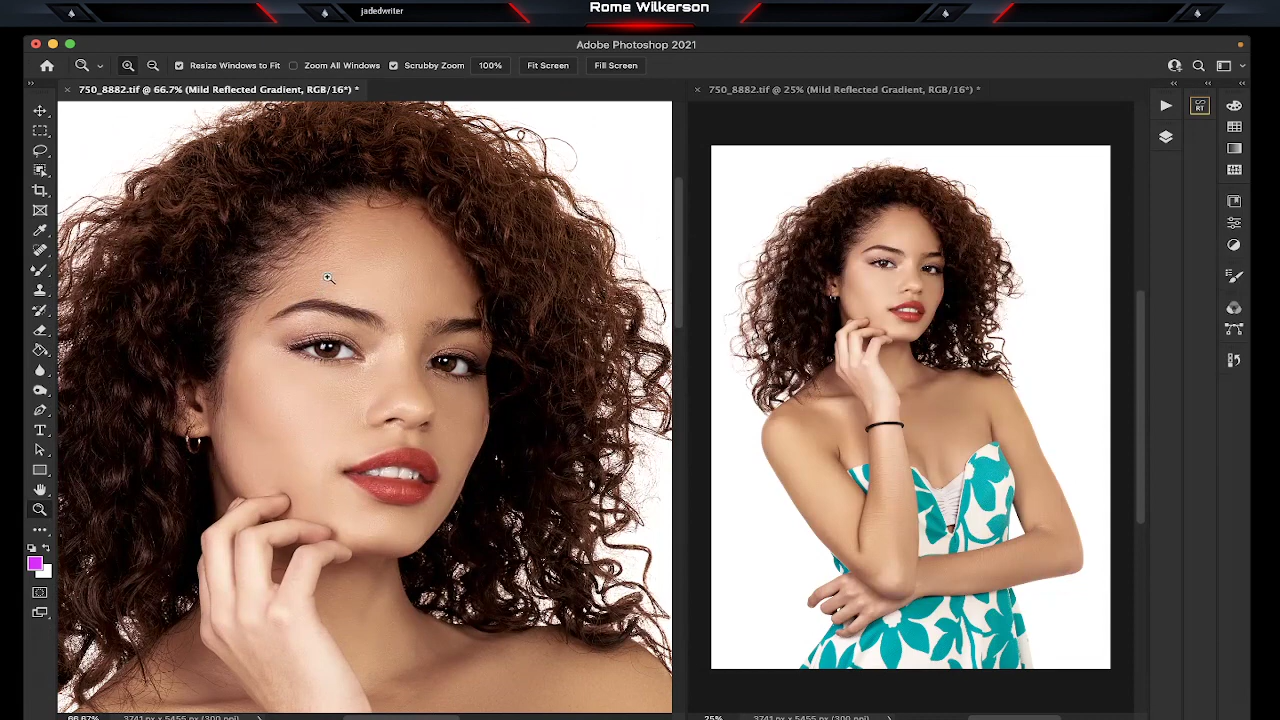 jadedwriter
Rome Wilkerson
Adobe Photoshop 2021
Resize Windows to Fit
Zoom All Windows
Scrubby Zoom
100%
Fit Screen
Fill Screen
750_8882.tif @ 66.7% (Mild Reflected Gradient, RGB/16*) *
750_8882.tif @ 25% (Mild Reflected Gradient, RGB/16*) *
RT
T
66.67%
3741 px x 5455 px (300 ppi)
25%
3741 px x 5455 px (300 ppi)